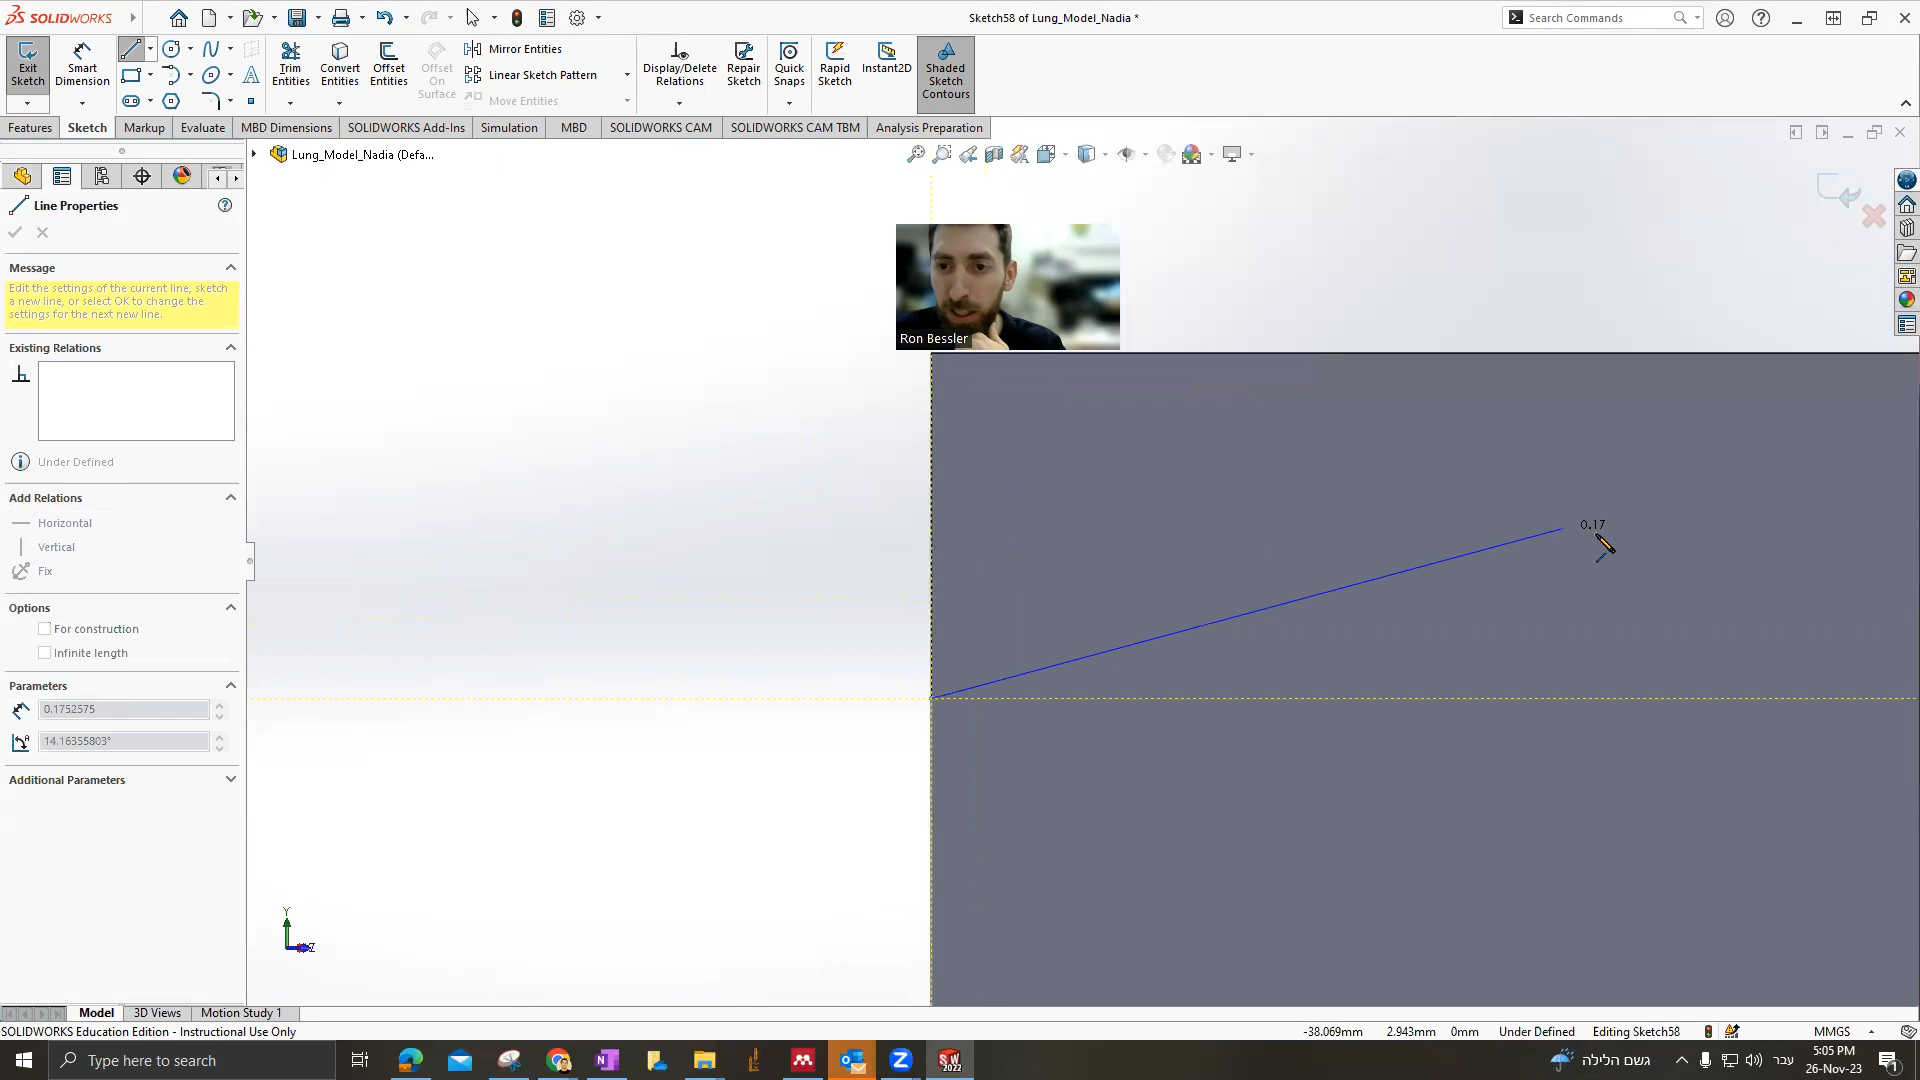 SOLIDWORKS
Sketch58 of Lung_Model_Nadia *
Search Commands
Exit Sketch
Smart Dimension
Trim Entities
Convert Entities
Offset Entities
Offset On Surface
Mirror Entities
Linear Sketch Pattern
Move Entities
Display/Delete Relations
Repair Sketch
Quick Snaps
Rapid Sketch
Instant2D
Shaded Sketch Contours
Features
Sketch
Markup
Evaluate
MBD Dimensions
SOLIDWORKS Add-Ins
Simulation
MBD
SOLIDWORKS CAM
SOLIDWORKS CAM TBM
Analysis Preparation
Lung_Model_Nadia (Defa...
Line Properties
Message
Edit the settings of the current line, sketch
a new line, or select OK to change the
settings for the next new line.
Existing Relations
Under Defined
Add Relations
Horizontal
Vertical
Fix
Options
For construction
Infinite length
Parameters
0.1752575
14.16355803°
Additional Parameters
Ron Bessler
0.17
Y
Z
Model
3D Views
Motion Study 1
SOLIDWORKS Education Edition - Instructional Use Only
-38.069mm
2.943mm
0mm
Under Defined
Editing Sketch58
MMGS
Type here to search
SW
2022
גשם הלילה
עבר
5:05 PM
26-Nov-23
1